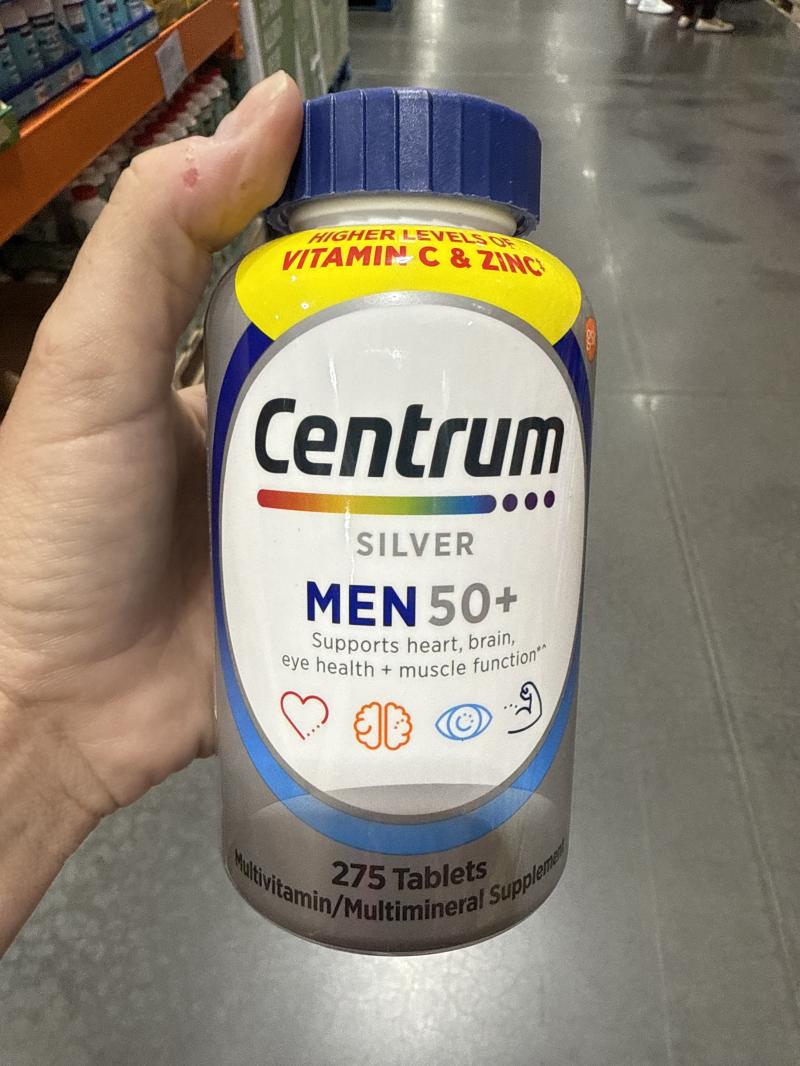 HIGHER LEVELS OF
VITAMIN C & ZINC‡
Centrum
SILVER
MEN 50+
Supports heart, brain,
eye health + muscle function*^
275 Tablets
Multivitamin/Multimineral Supplement